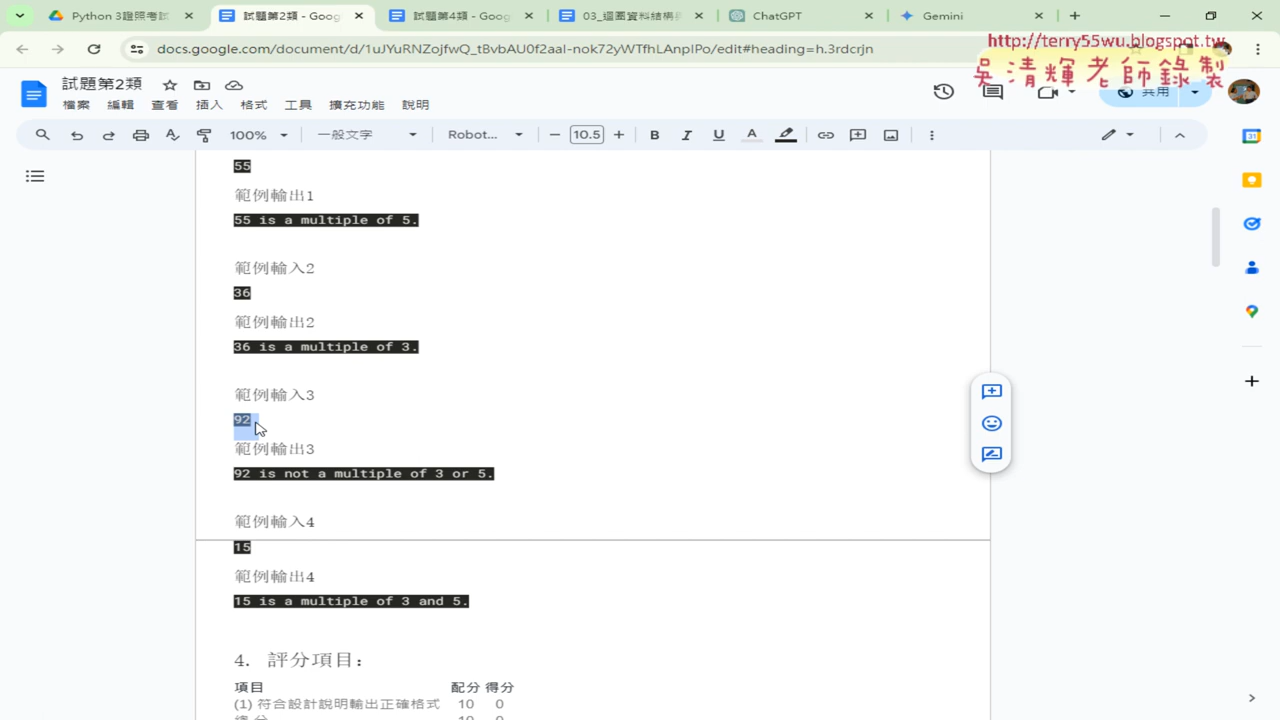 Python 3證照考試
試題第2類 - Goog
試題第4類 - Goog
03_迴圈資料結構
ChatGPT
Gemini
docs.google.com/document/d/1uJYuRNZojfwQ_tBvbAU0f2aaI-nok72yWTfhLAnpIPo/edit#heading=h.3rdcrjn
http://terry55wu.blogspot.tw
吳清輝老師錄製
試題第2類
檔案 編輯 查看 插入 格式 工具 擴充功能 說明
共用
100% 一般文字 Robot... 10.5 B I U A
55
範例輸出1
55 is a multiple of 5.
範例輸入2
36
範例輸出2
36 is a multiple of 3.
範例輸入3
92
範例輸出3
92 is not a multiple of 3 or 5.
範例輸入4
15
範例輸出4
15 is a multiple of 3 and 5.
4. 評分項目：
項目 配分 得分
(1) 符合設計說明輸出正確格式 10 0
總分 10 0